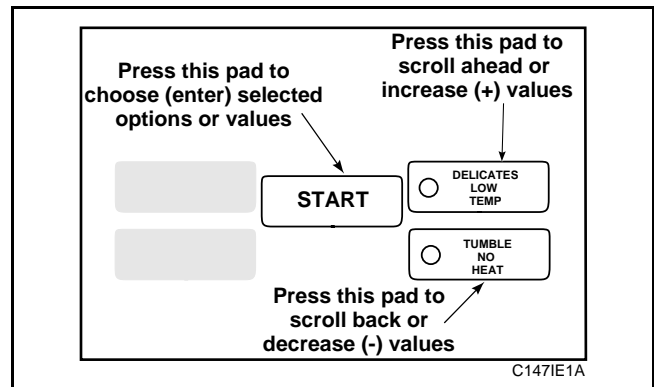 Press this pad to
choose (enter) selected
options or values
Press this pad to
scroll ahead or
increase (+) values
START
DELICATES
LOW
TEMP
TUMBLE
NO
HEAT
Press this pad to
scroll back or
decrease (-) values
C147IE1A